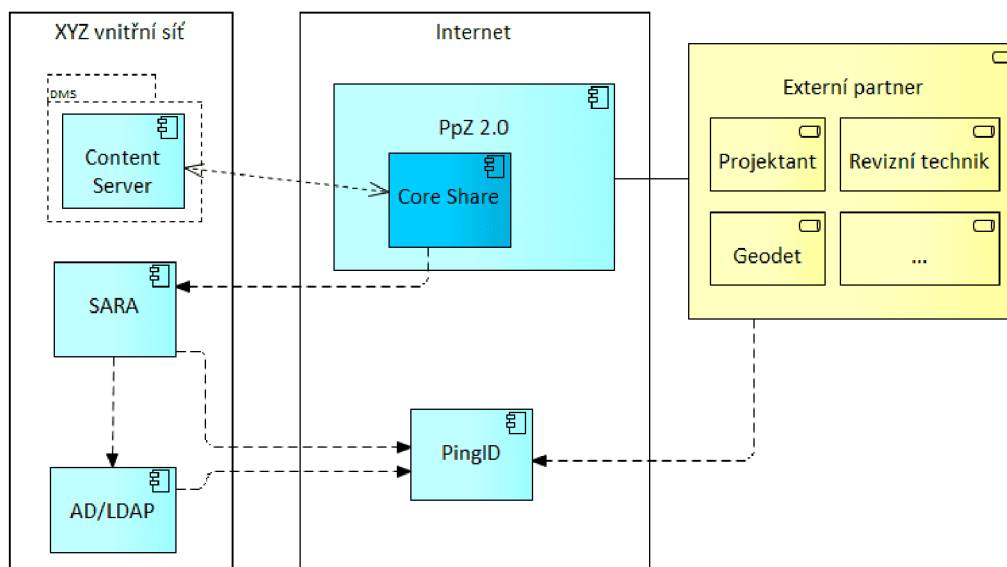 XYZ vnitřní síť
DMS
Content
Server
SARA
AD/LDAP
Internet
PpZ 2.0
Core Share
PingID
Externí partner
Projektant
Revizní technik
Geodet
...